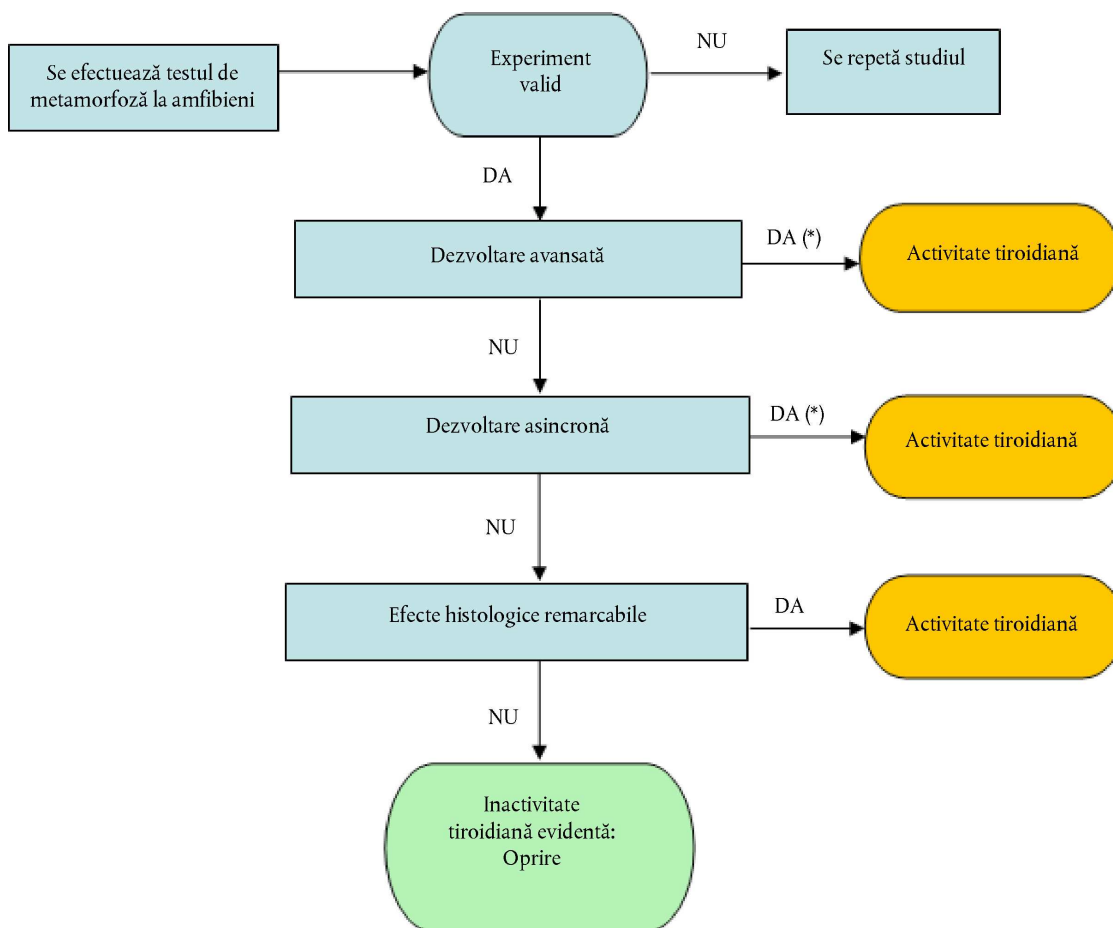 Se efectuează testul de
metamorfoză la amfibieni
Experiment
valid
NU
Se repetă studiul
DA
Dezvoltare avansată
DA (*)
Activitate tiroidiană
NU
Dezvoltare asincronă
DA (*)
Activitate tiroidiană
NU
Efecte histologice remarcabile
DA
Activitate tiroidiană
NU
Inactivitate
tiroidiană evidentă:
Oprire